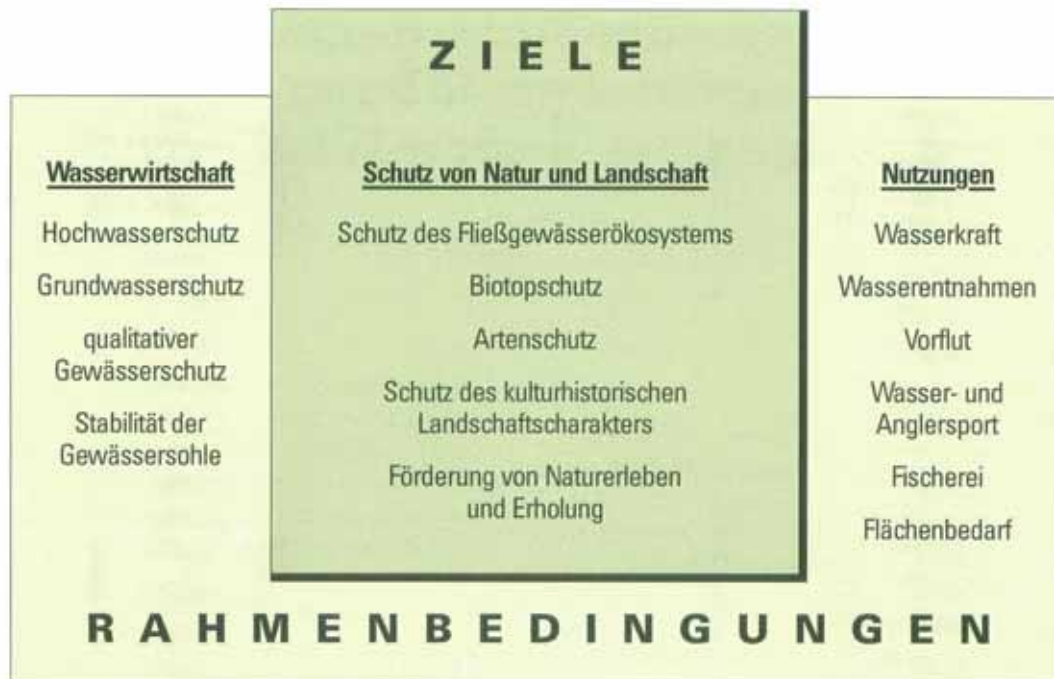 ZIELE
Wasserwirtschaft
Hochwasserschutz
Grundwasserschutz
qualitativer
Gewässerschutz
Stabilität der
Gewässersohle
Schutz von Natur und Landschaft
Schutz des Fließgewässerökosystems
Biotopschutz
Artenschutz
Schutz des kulturhistorischen
Landschaftscharakters
Förderung von Naturerleben
und Erholung
Nutzungen
Wasserkraft
Wasserentnahmen
Vorflut
Wasser- und
Anglersport
Fischerei
Flächenbedarf
RAHMENBEDINGUNGEN